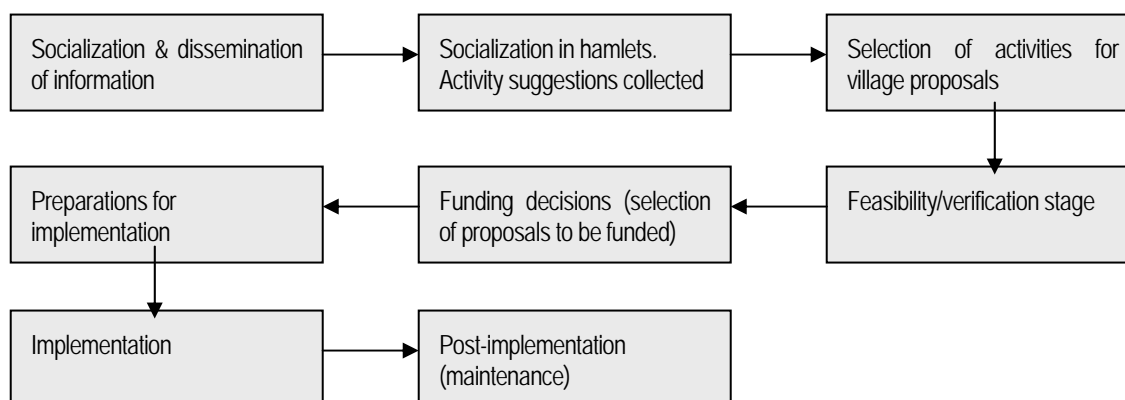 Socialization & dissemination
of information
Socialization in hamlets.
Activity suggestions collected
Selection of activities for
village proposals
Feasibility/verification stage
Funding decisions (selection
of proposals to be funded)
Preparations for
implementation
Implementation
Post-implementation
(maintenance)